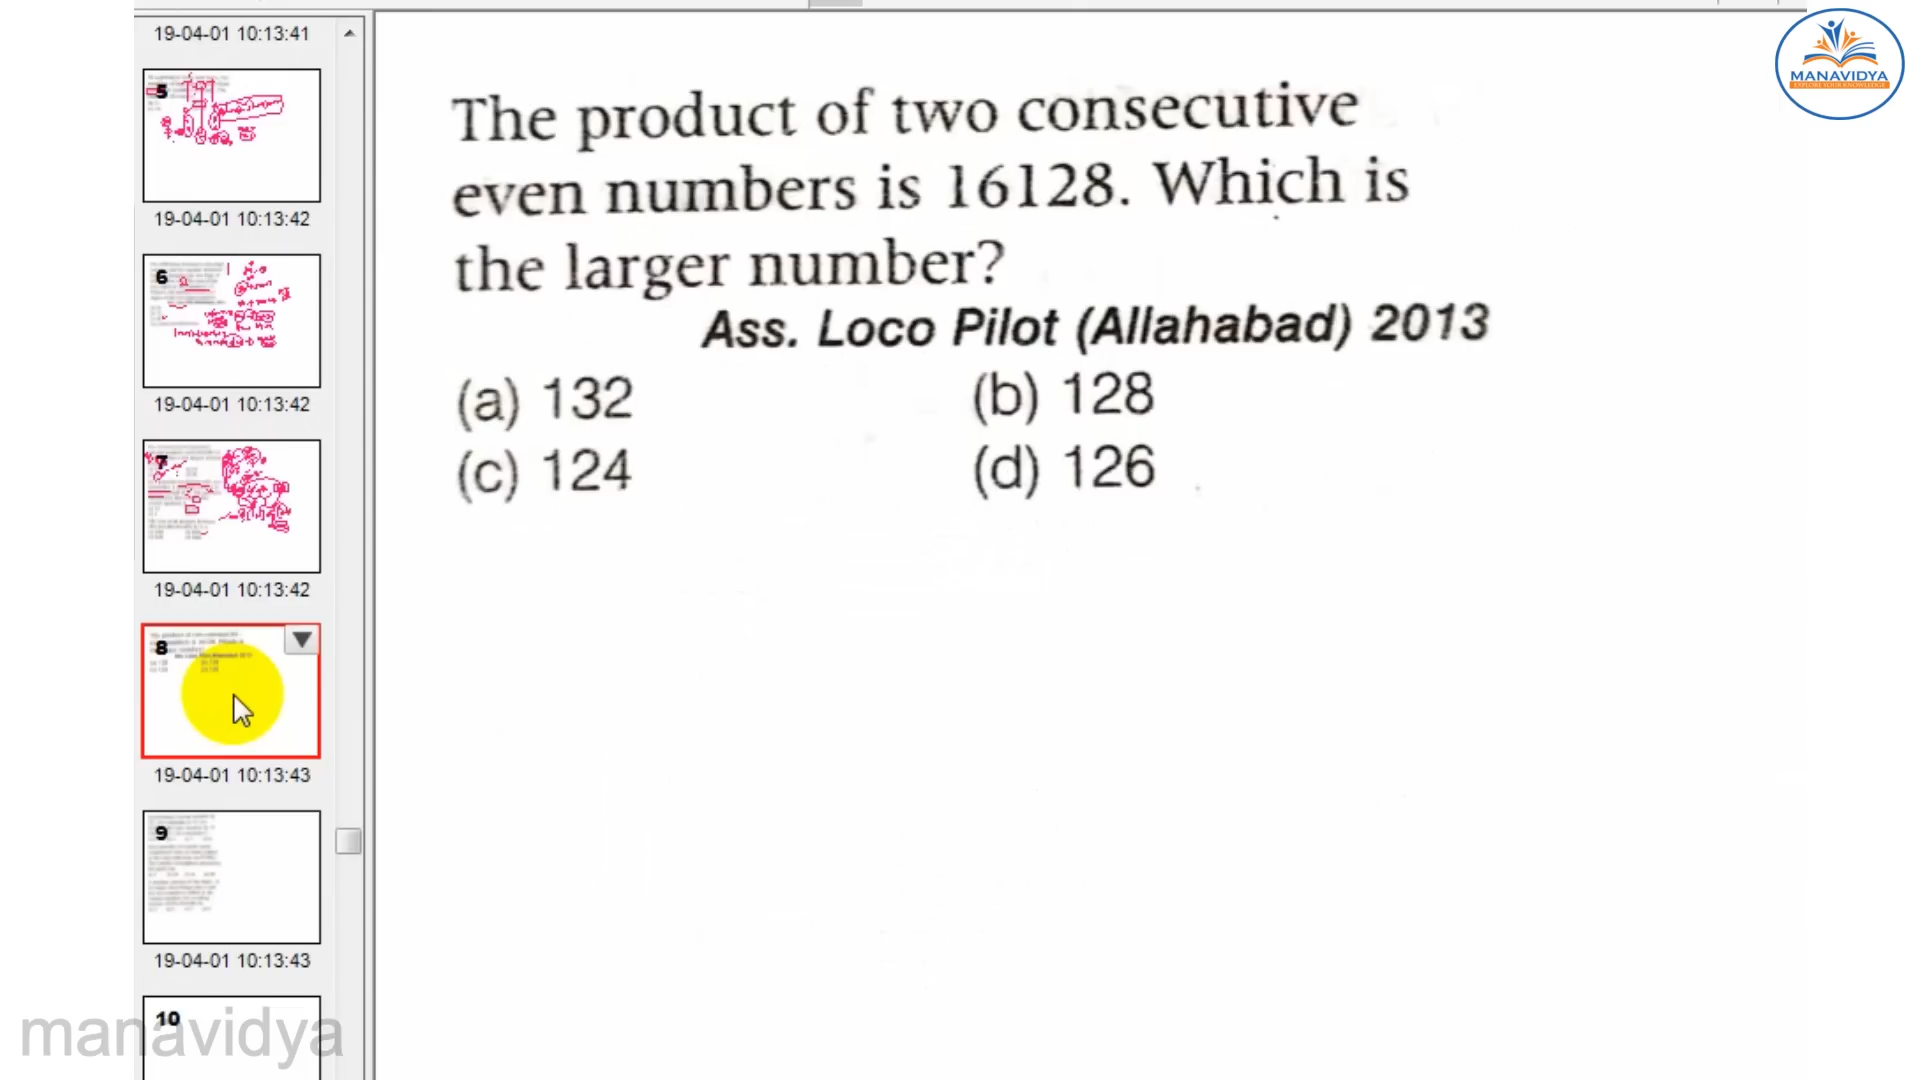 19-04-01 10:13:41
5
19-04-01 10:13:42
6
19-04-01 10:13:42
7
19-04-01 10:13:42
8
19-04-01 10:13:43
9
19-04-01 10:13:43
10
manavidya
The product of two consecutive
even numbers is 16128. Which is
the larger number?
Ass. Loco Pilot (Allahabad) 2013
(a) 132 (b) 128
(c) 124 (d) 126
MANAVIDYA
EXPLORE YOUR KNOWLEDGE